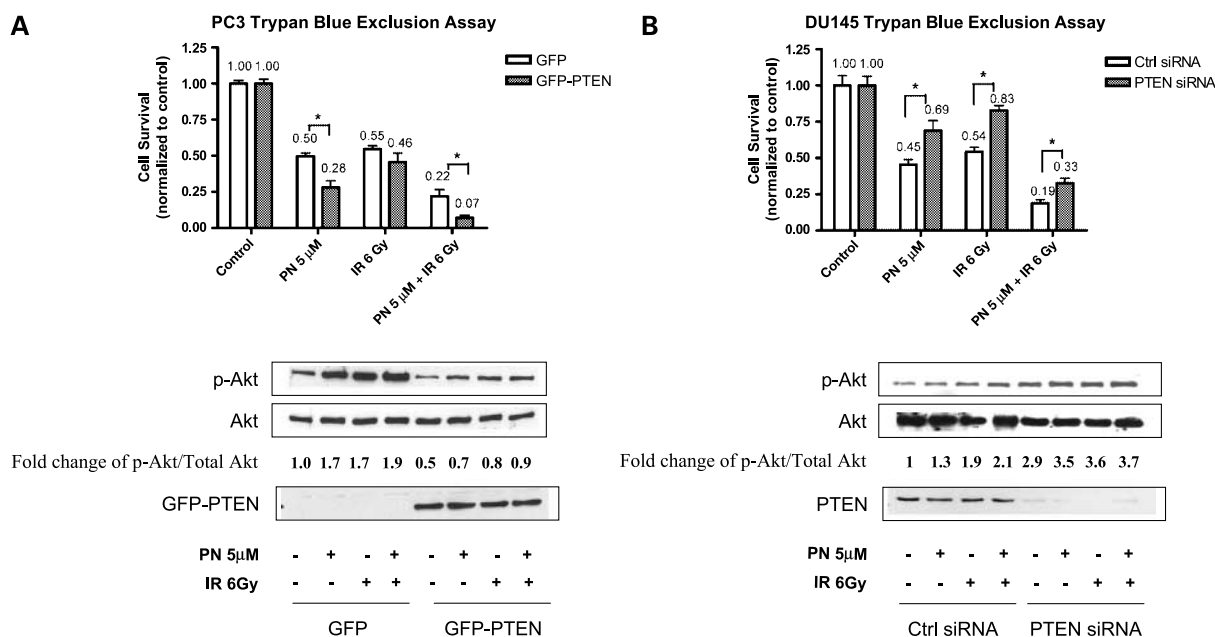 A
PC3 Trypan Blue Exclusion Assay
Cell Survival
(normalized to control)
1.25
1.00
0.75
0.50
0.25
0.00
1.00 1.00
0.50
*
0.28
0.55
0.46
0.22
*
0.07
GFP
GFP-PTEN
Control
PN 5 μM
IR 6 Gy
PN 5 μM + IR 6 Gy
p-Akt
Akt
Fold change of p-Akt/Total Akt 1.0 1.7 1.7 1.9 0.5 0.7 0.8 0.9
GFP-PTEN
PN 5μM - + - + - + - +
IR 6Gy - - + + - - + +
GFP GFP-PTEN
B
DU145 Trypan Blue Exclusion Assay
Cell Survival
(normalized to control)
1.25
1.00
0.75
0.50
0.25
0.00
1.00 1.00
0.45
*
0.69
0.54
*
0.83
0.19
*
0.33
Ctrl siRNA
PTEN siRNA
Control
PN 5 μM
IR 6 Gy
PN 5 μM + IR 6 Gy
p-Akt
Akt
Fold change of p-Akt/Total Akt 1 1.3 1.9 2.1 2.9 3.5 3.6 3.7
PTEN
PN 5μM - + - + - + - +
IR 6Gy - - + + - - + +
Ctrl siRNA PTEN siRNA